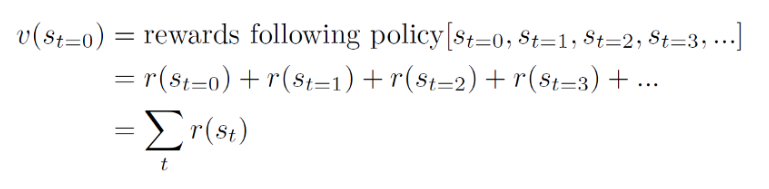 v(s_{t=0}) = rewards following policy[s_{t=0}, s_{t=1}, s_{t=2}, s_{t=3}, ...]
= r(s_{t=0}) + r(s_{t=1}) + r(s_{t=2}) + r(s_{t=3}) + ...
= \sum_{t} r(s_t)